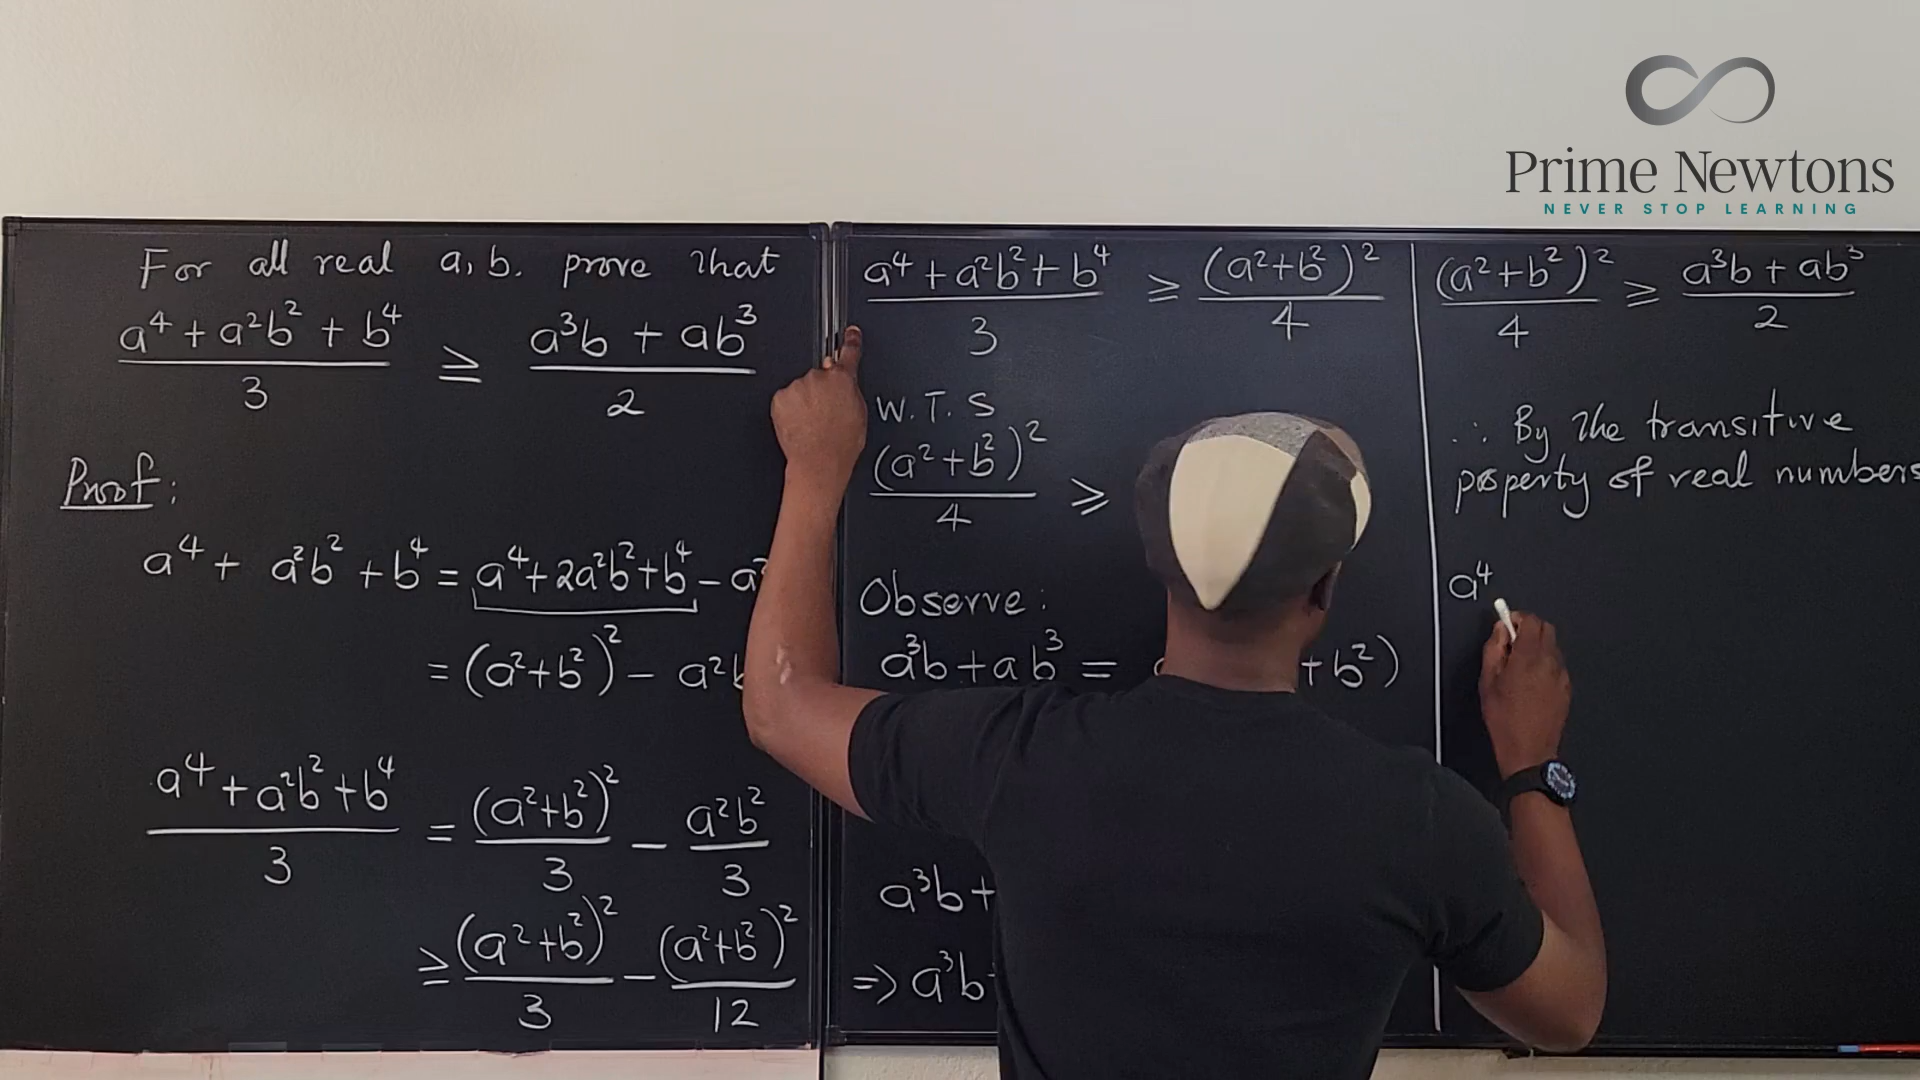 Prime Newtons
NEVER STOP LEARNING
For all real a, b. prove that
a⁴ + a²b² + b⁴ / 3 ≥ a³b + ab³ / 2
Proof:
a⁴ + a²b² + b⁴ = a⁴ + 2a²b² + b⁴ - a²
= (a² + b²)² - a²b
a⁴ + a²b² + b⁴ / 3 = (a² + b²)² / 3 - a²b² / 3
≥ (a² + b²)² / 3 - (a² + b²)² / 12
a⁴ + a²b² + b⁴ / 3 ≥ (a² + b²)² / 4
W.T.S
(a² + b²)² / 4 ≥
Observe:
a³b + ab³ = + b²)
a³b +
=> a³b
(a² + b²)² / 4 ≥ a³b + ab³ / 2
∴ By the transitive
property of real numbers
a⁴